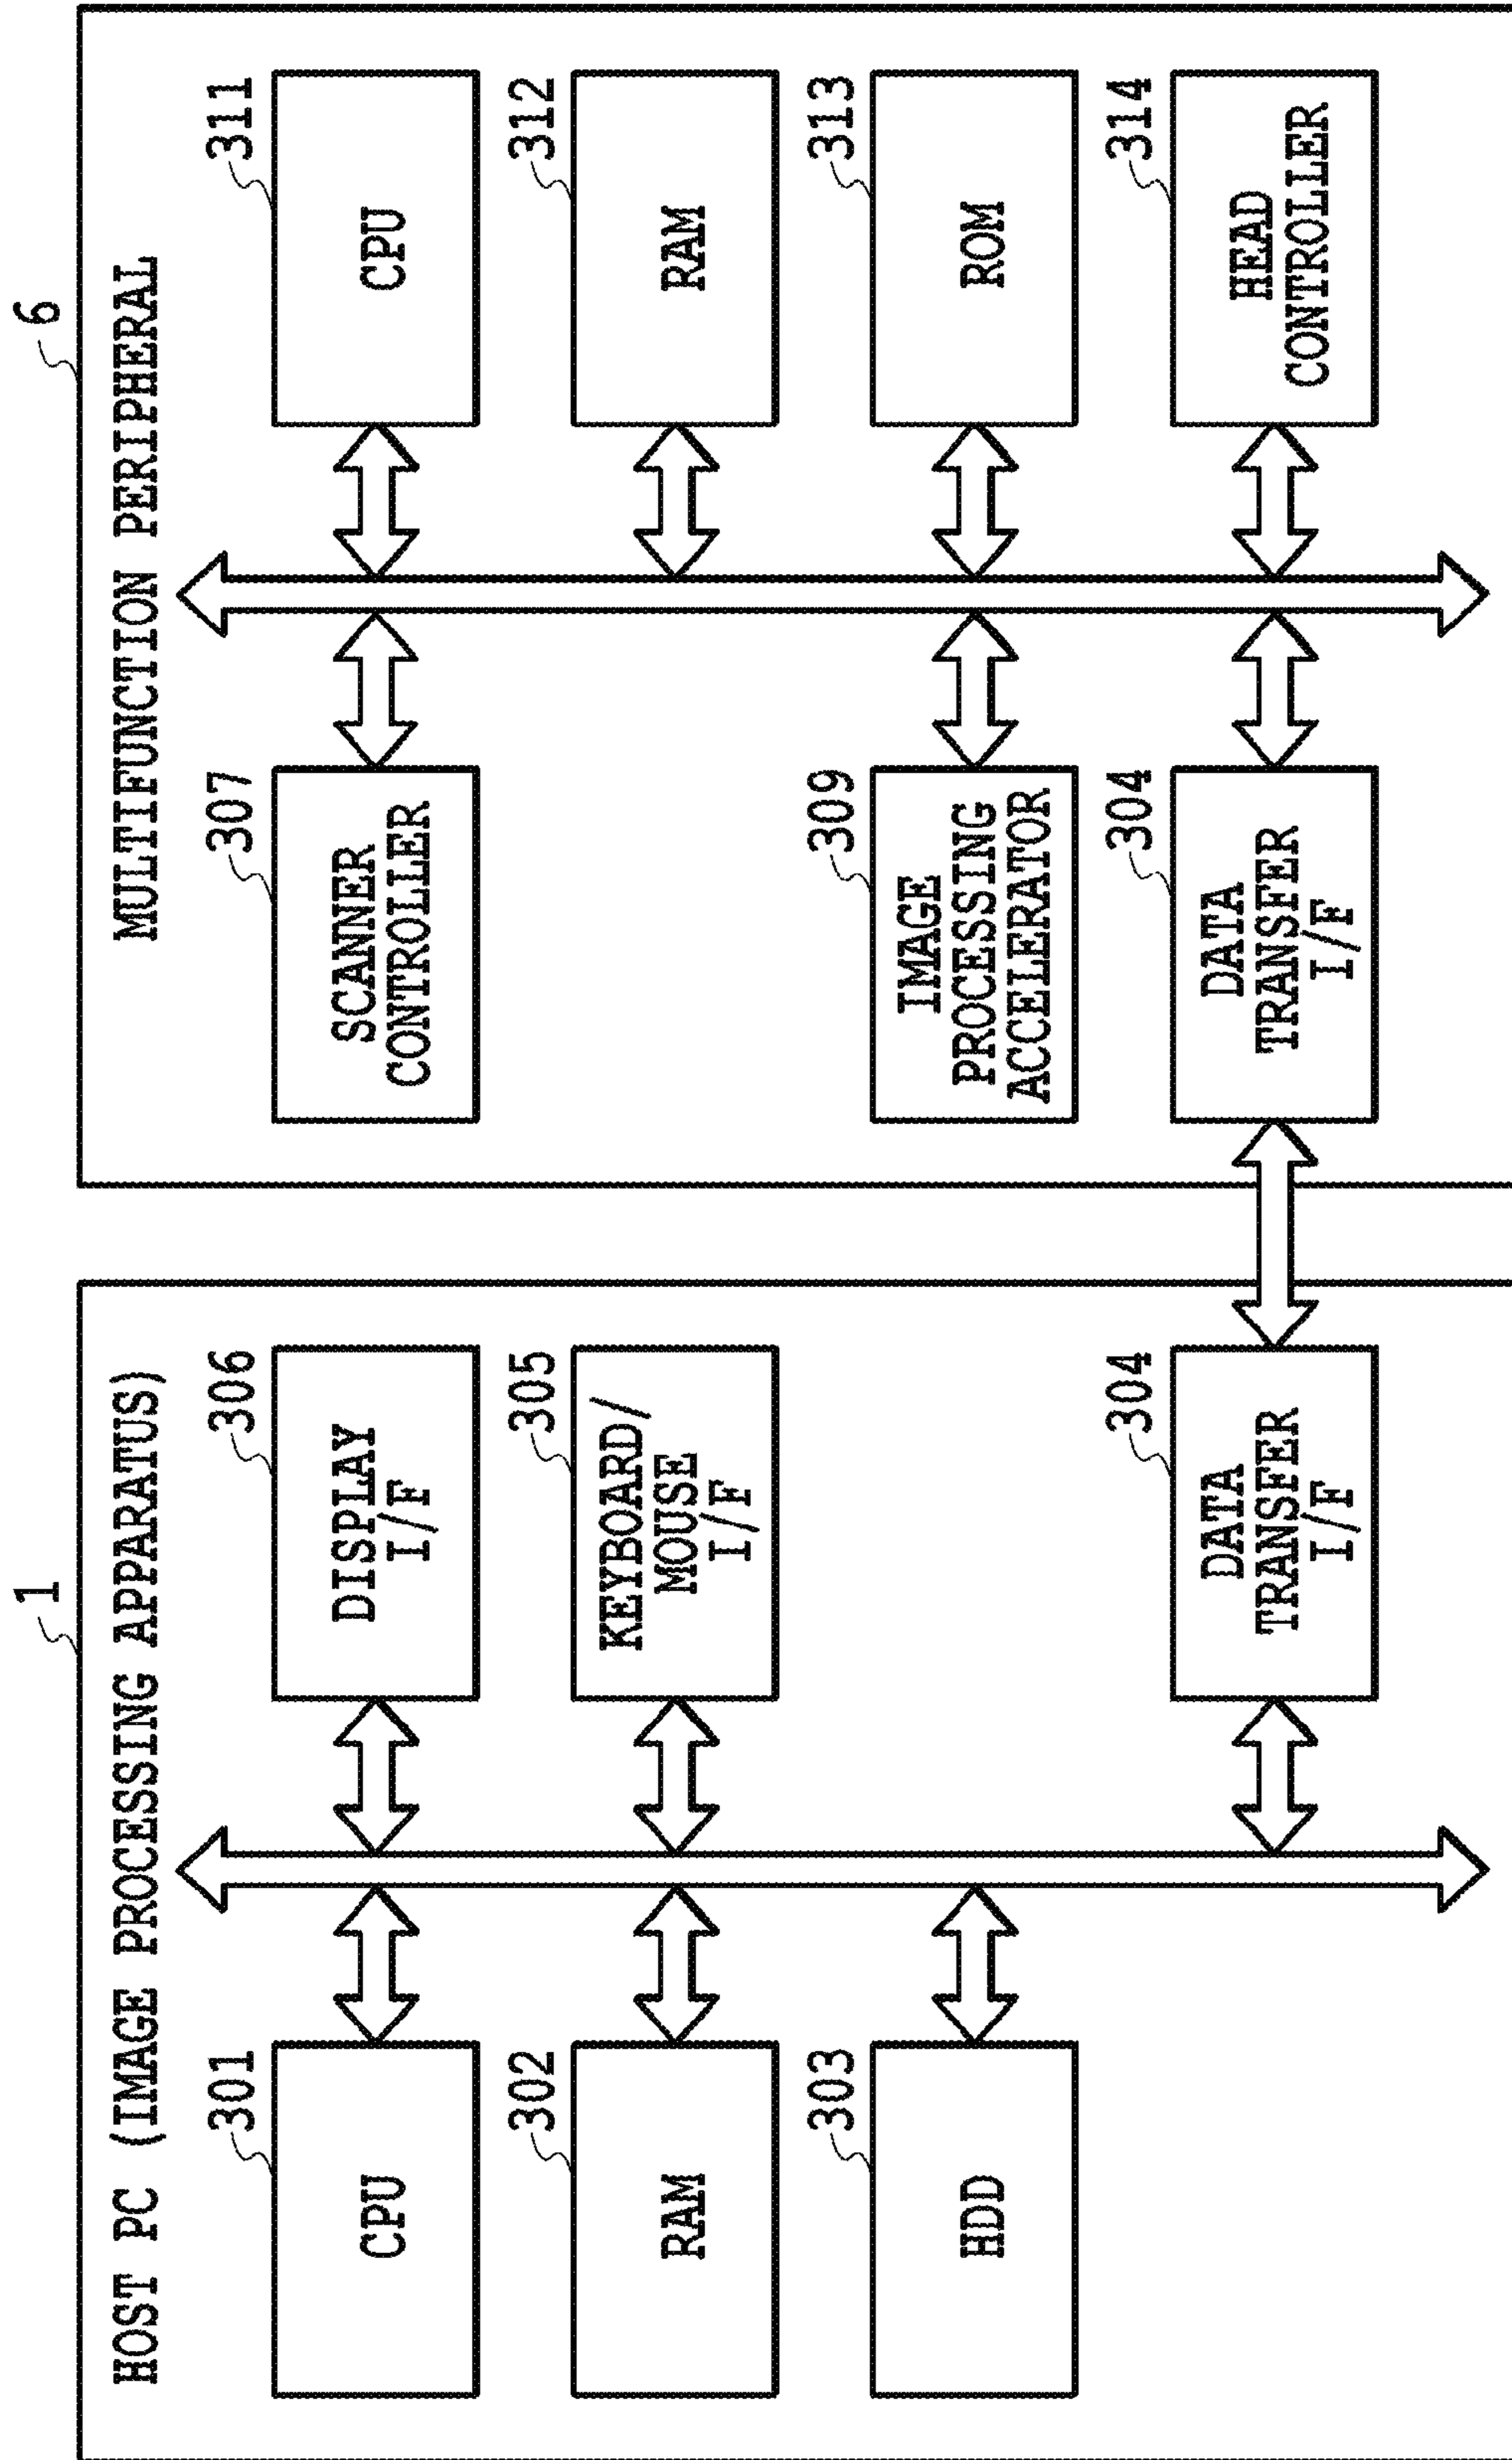 1
HOST PC (IMAGE PROCESSING APPARATUS)
301
CPU
302
RAM
303
HDD
306
DISPLAY
I/F
305
KEYBOARD/
MOUSE
I/F
304
DATA
TRANSFER
I/F
6
MULTIFUNCTION PERIPHERAL
307
SCANNER
CONTROLLER
309
IMAGE
PROCESSING
ACCELERATOR
304
DATA
TRANSFER
I/F
311
CPU
312
RAM
313
ROM
314
HEAD
CONTROLLER